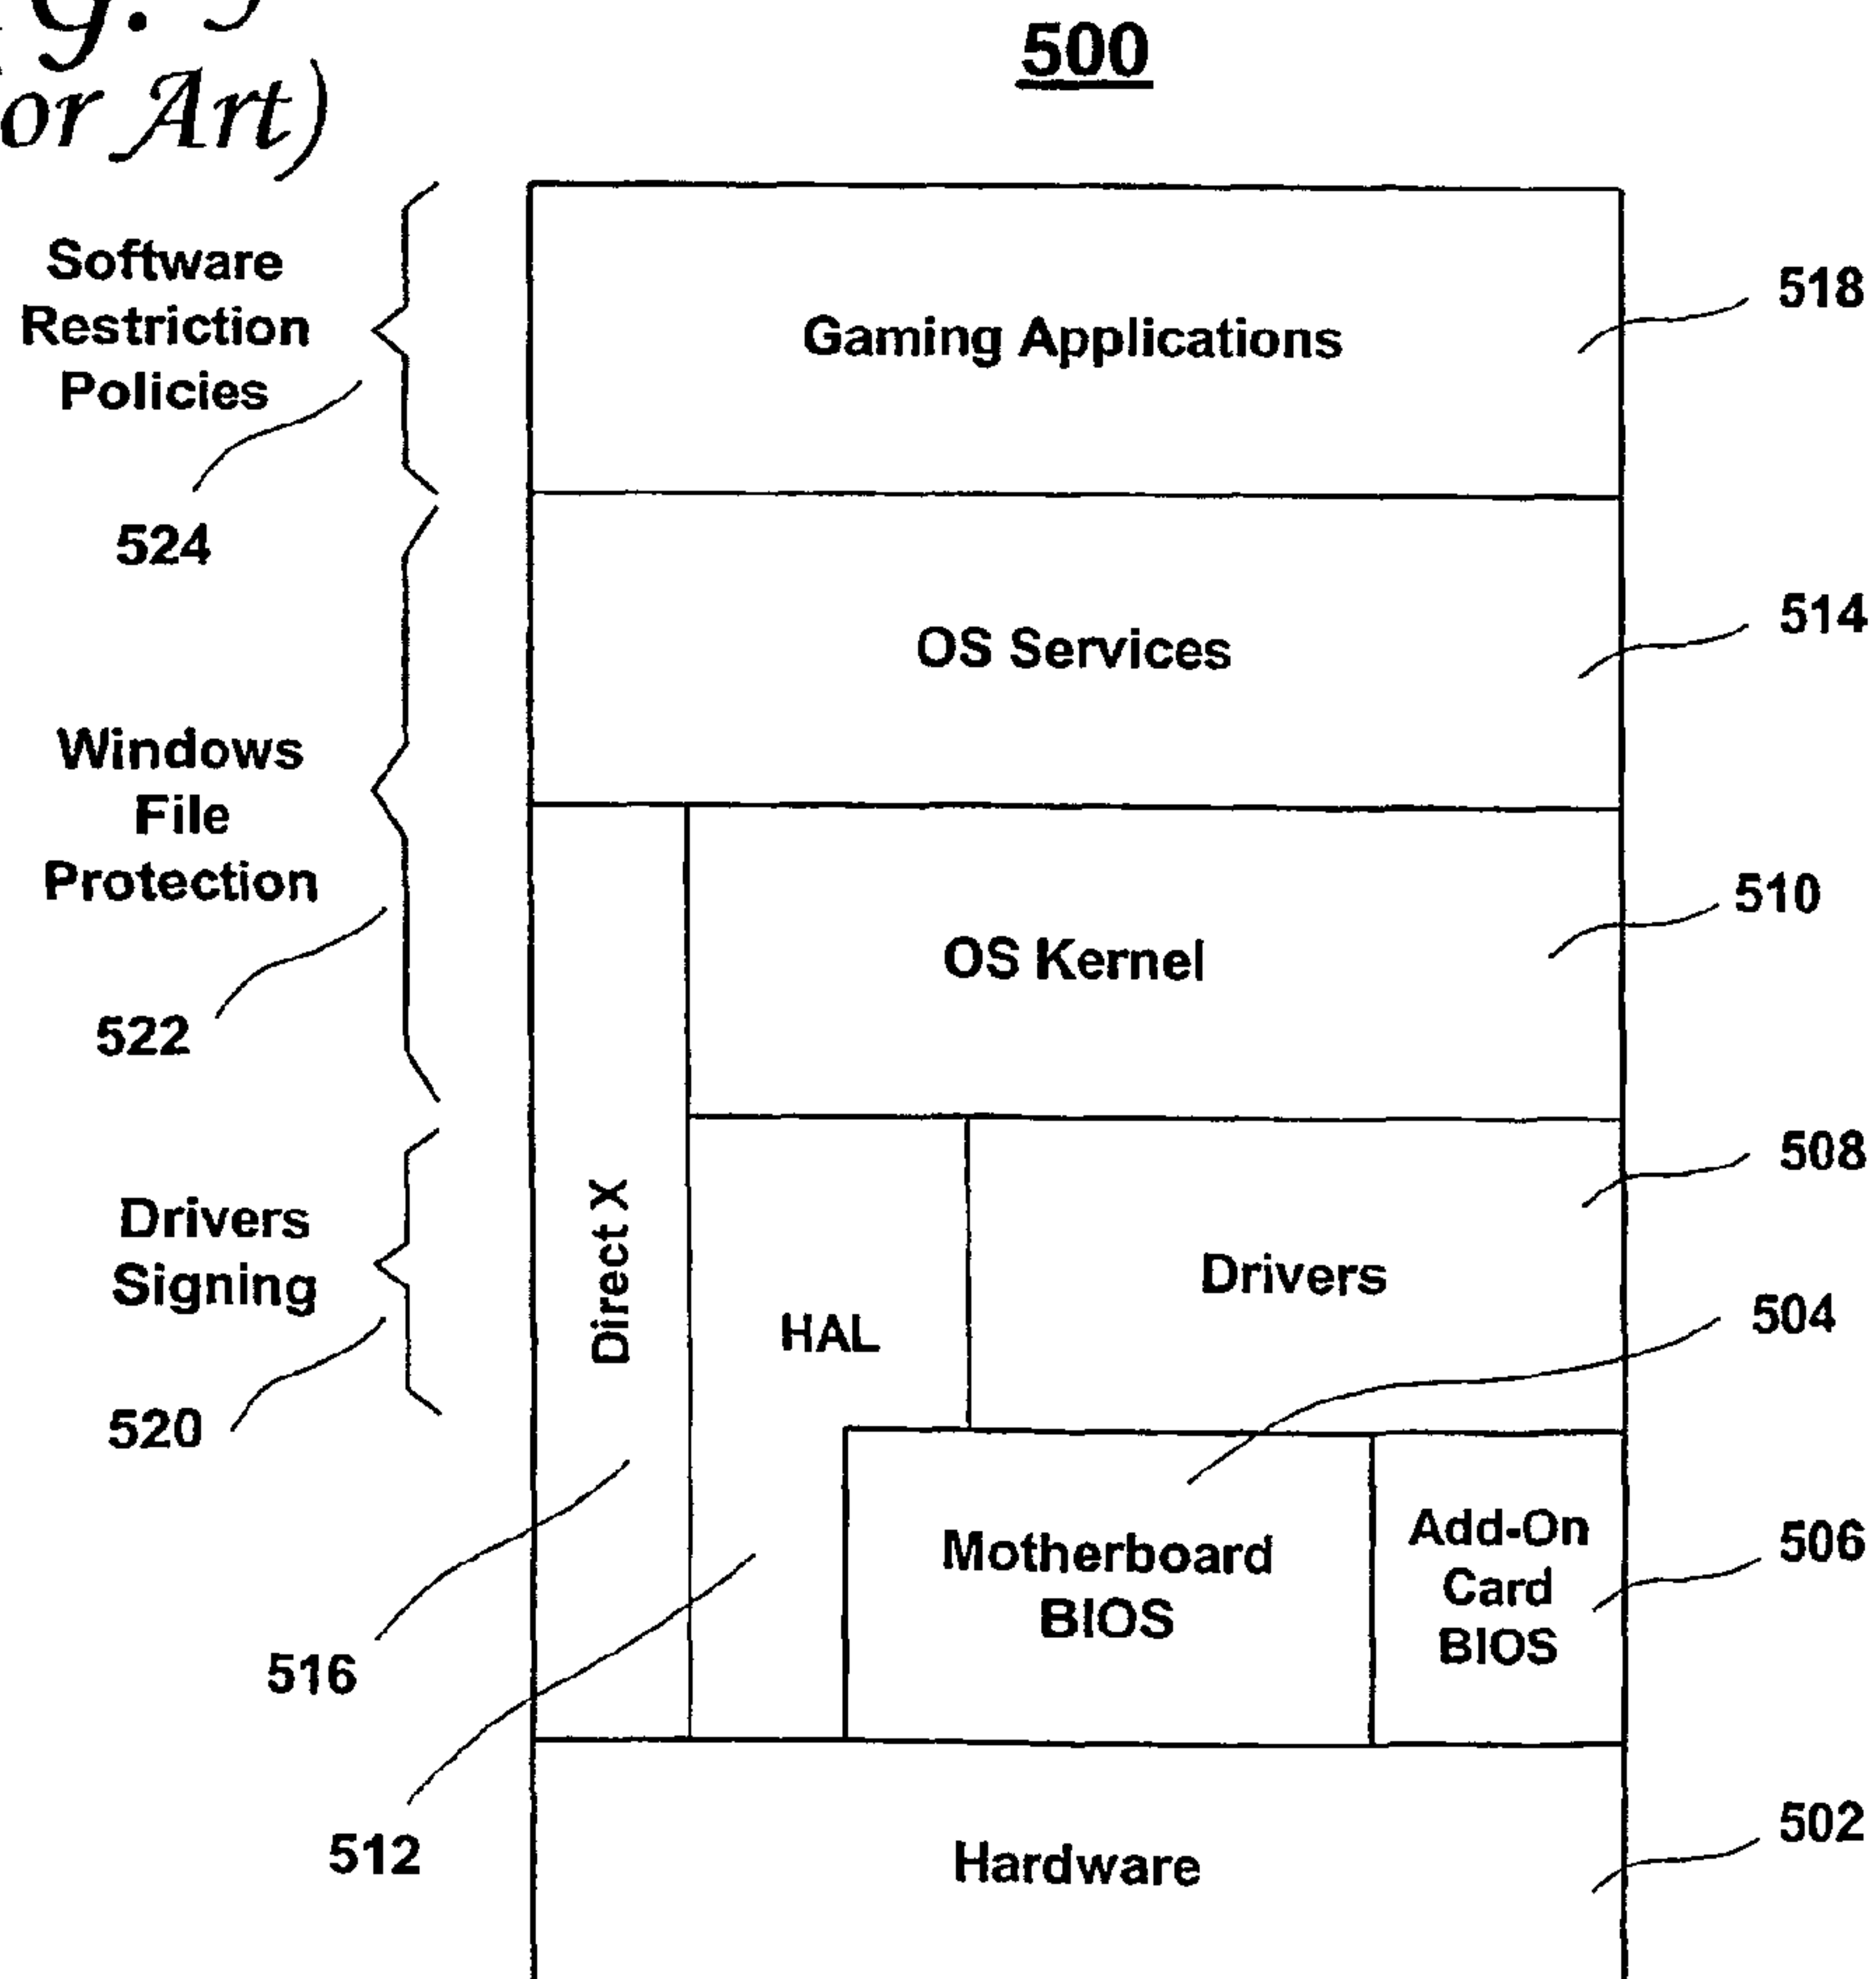 500
or Art)
Software
Restriction
Policies
524
Windows
File
Protection
522
Drivers
Signing
520
516
512
Gaming Applications
518
OS Services
514
OS Kernel
510
Direct X
HAL
Drivers
508
504
Motherboard
BIOS
Add-On
Card
BIOS
506
Hardware
502